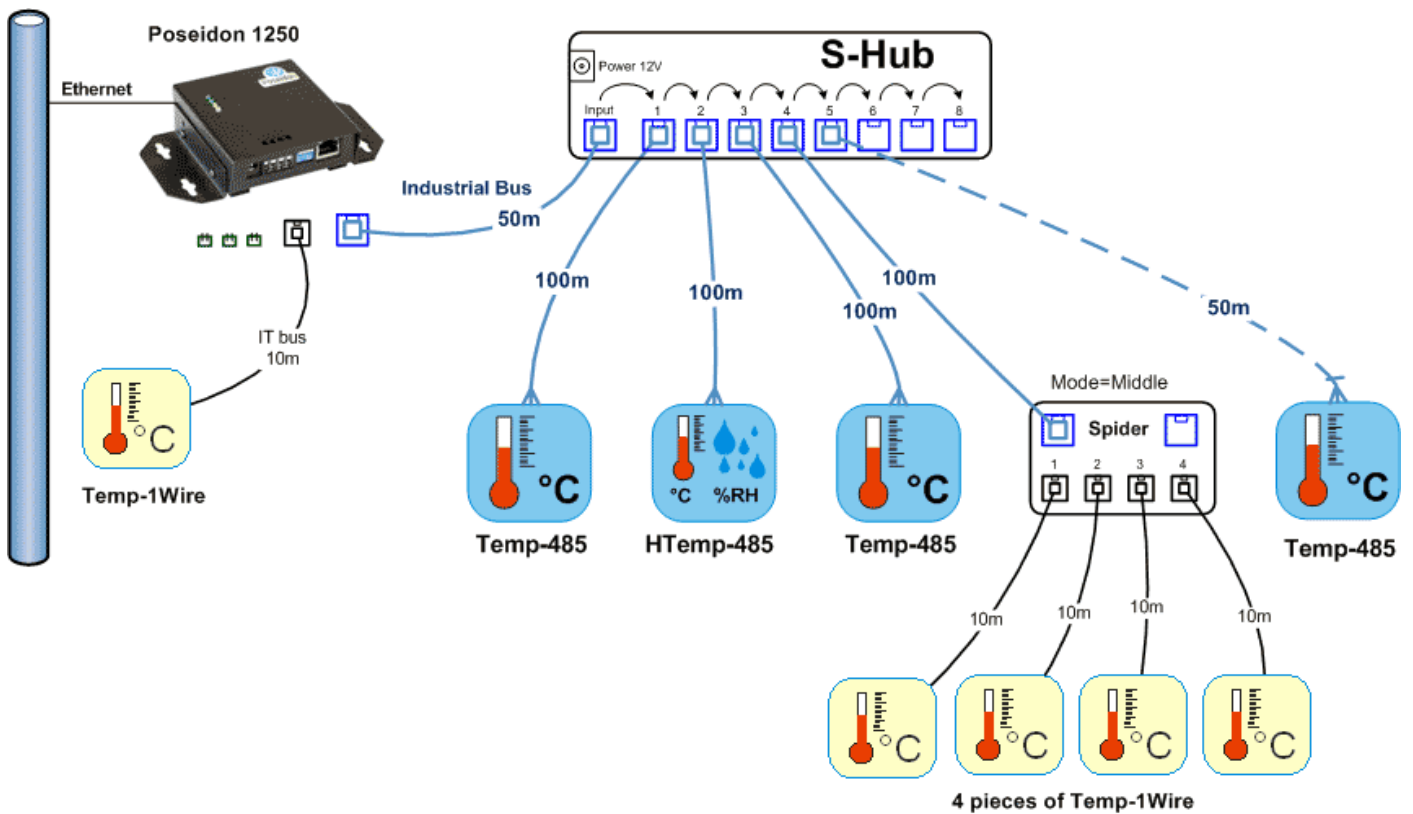 Poseidon 1250
Ethernet
S-Hub
Power 12V
Input 1 2 3 4 5 6 7 8
Industrial Bus
50m
IT bus
10m
°C
Temp-1Wire
100m
100m
100m
100m
50m
°C
Temp-485
°C %RH
HTemp-485
°C
Temp-485
Mode=Middle
Spider
1 2 3 4
°C
Temp-485
10m
10m
10m
10m
°C
°C
°C
°C
4 pieces of Temp-1Wire